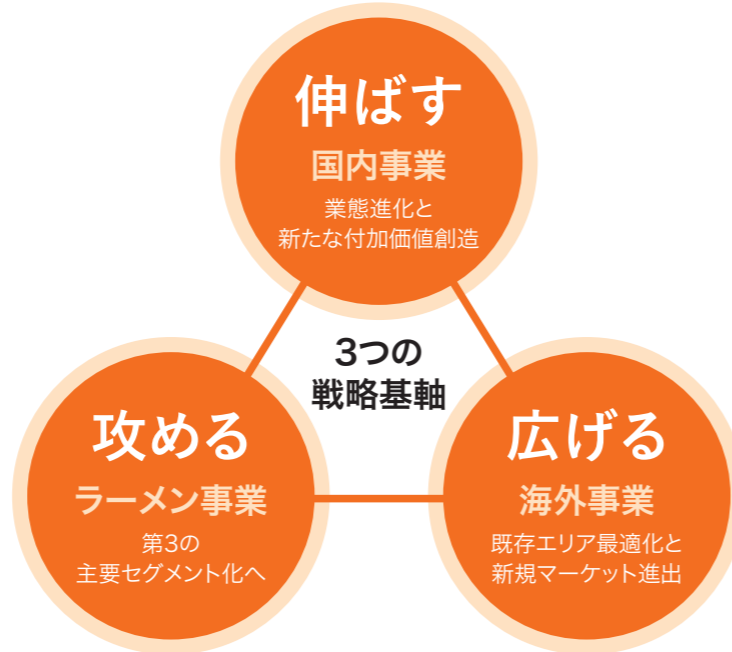 伸ばす
国内事業
業態進化と
新たな付加価値創造
3つの
戦略基軸
攻める
ラーメン事業
第3の
主要セグメント化へ
広げる
海外事業
既存エリア最適化と
新規マーケット進出